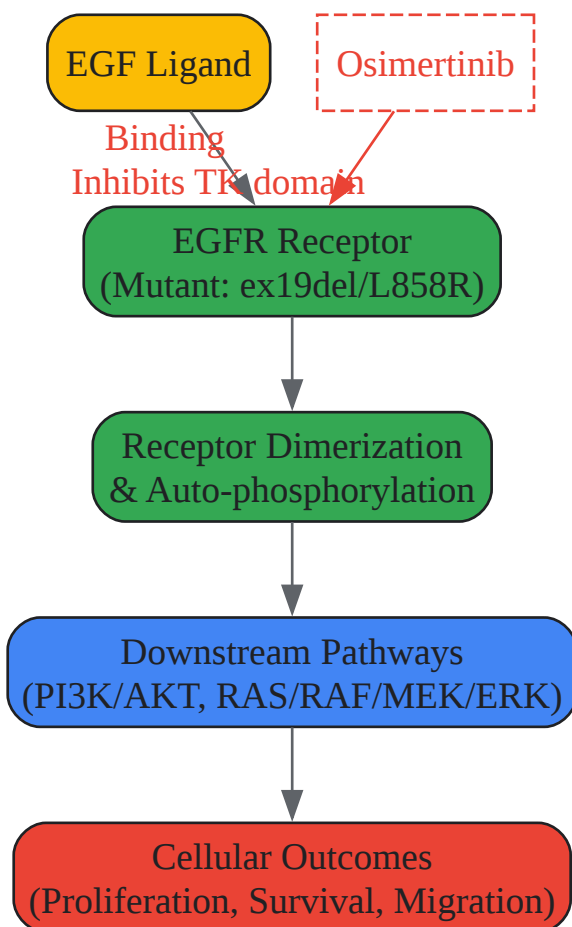 EGF Ligand
Osimertinib
Binding
Inhibits TK domain
EGFR Receptor
(Mutant: ex19del/L858R)
Receptor Dimerization
& Auto-phosphorylation
Downstream Pathways
(PI3K/AKT, RAS/RAF/MEK/ERK)
Cellular Outcomes
(Proliferation, Survival, Migration)